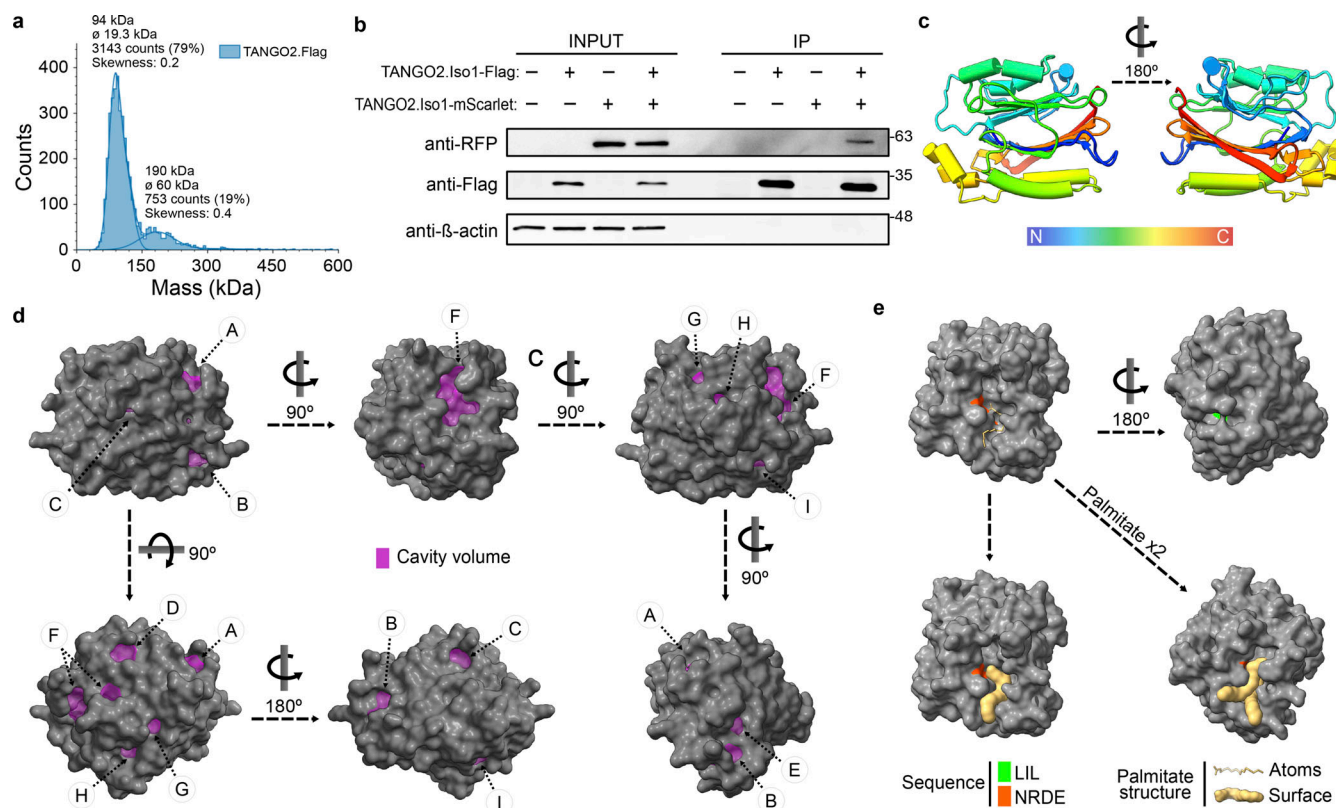 a
94 kDa
ø 19.3 kDa
3143 counts (79%)
Skewness: 0.2
TANGO2.Flag
190 kDa
ø 60 kDa
753 counts (19%)
Skewness: 0.4
Counts
400
300
200
100
0
0 150 300 450 600
Mass (kDa)
b
INPUT IP
TANGO2.Iso1-Flag: − + − + − + − +
TANGO2.Iso1-mScarlet: − − + + − − + +
anti-RFP 63
anti-Flag 35
anti-ß-actin 48
c
180º
N C
d
A
C
B
90º
F
C
90º
G H F
I
90º
Cavity volume
90º
F D A
H G
180º
B C
I
A
E
B
e
180º
Palmitate x2
Sequence
LIL
NRDE
Palmitate
structure
Atoms
Surface